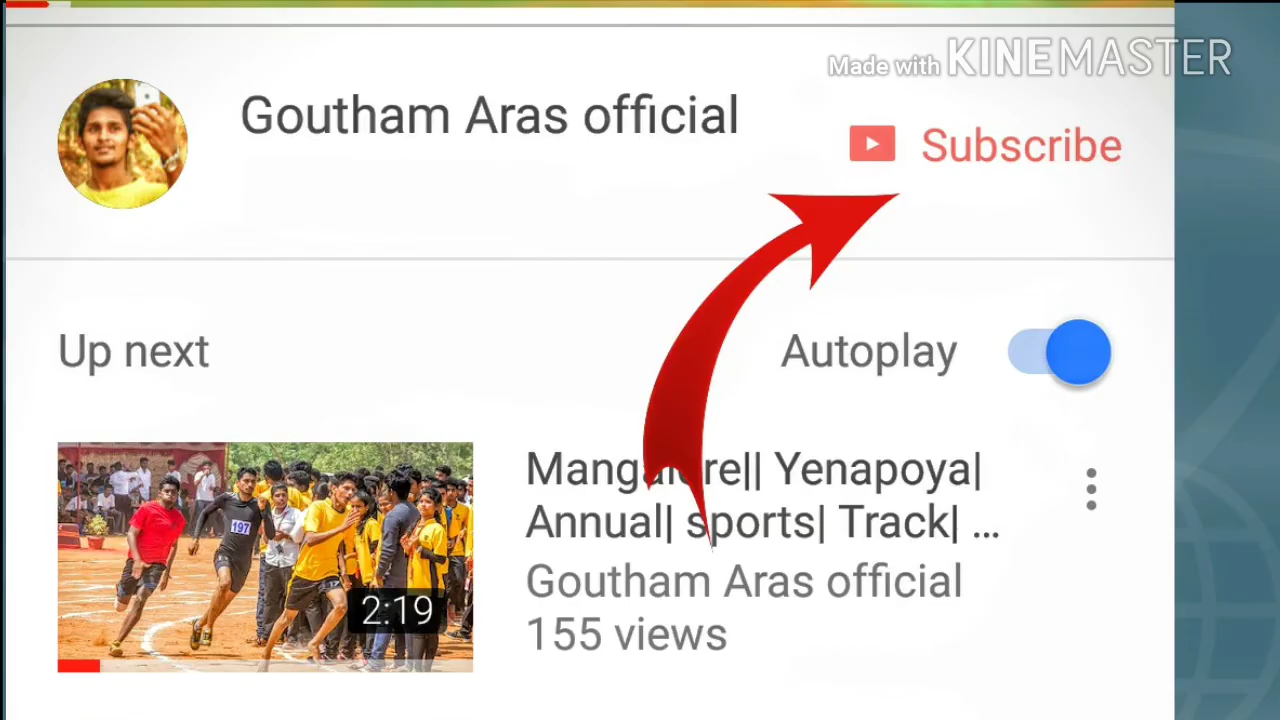 Made with KINEMASTER
Goutham Aras official
Subscribe
Up next
Autoplay
197
2:19
Mangalore|| Yenapoya|
Annual| sports| Track| ...
Goutham Aras official
155 views